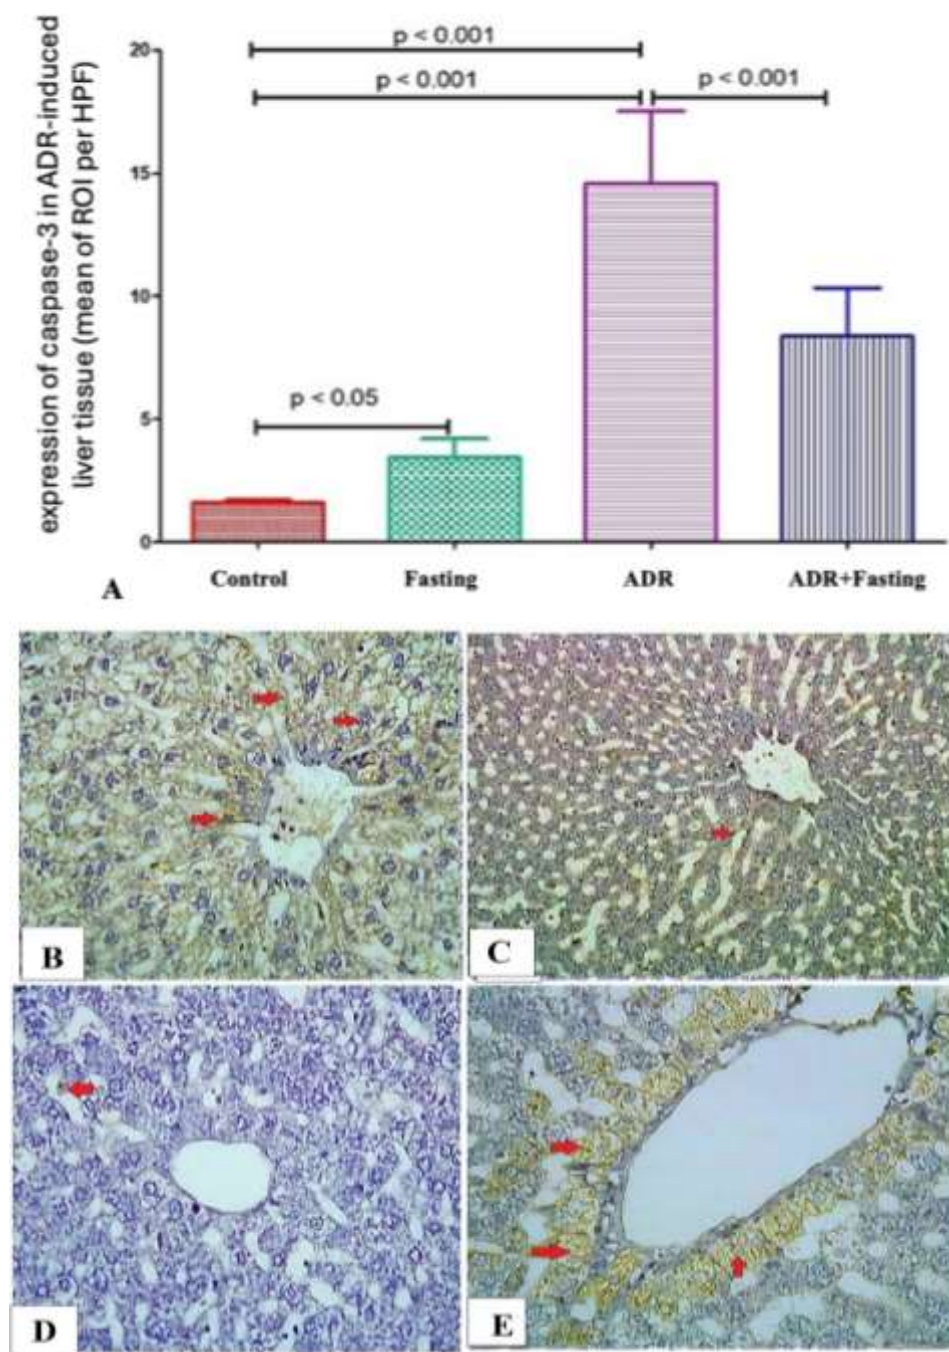 expression of caspase-3 in ADR-induced
liver tissue (mean of ROI per HPF)
p < 0.001
20
p < 0.001
p < 0.001
15
10
p < 0.05
5
0
Control
Fasting
ADR
ADR+Fasting
A
B
C
D
E